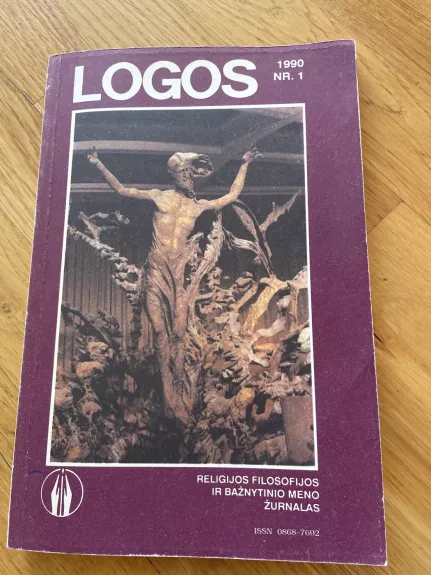 LOGOS
1990
NR. 1
RELIGIJOS FILOSOFIJOS
IR BAŽNYTINIO MENO
ŽURNALAS
ISSN 0868-7692